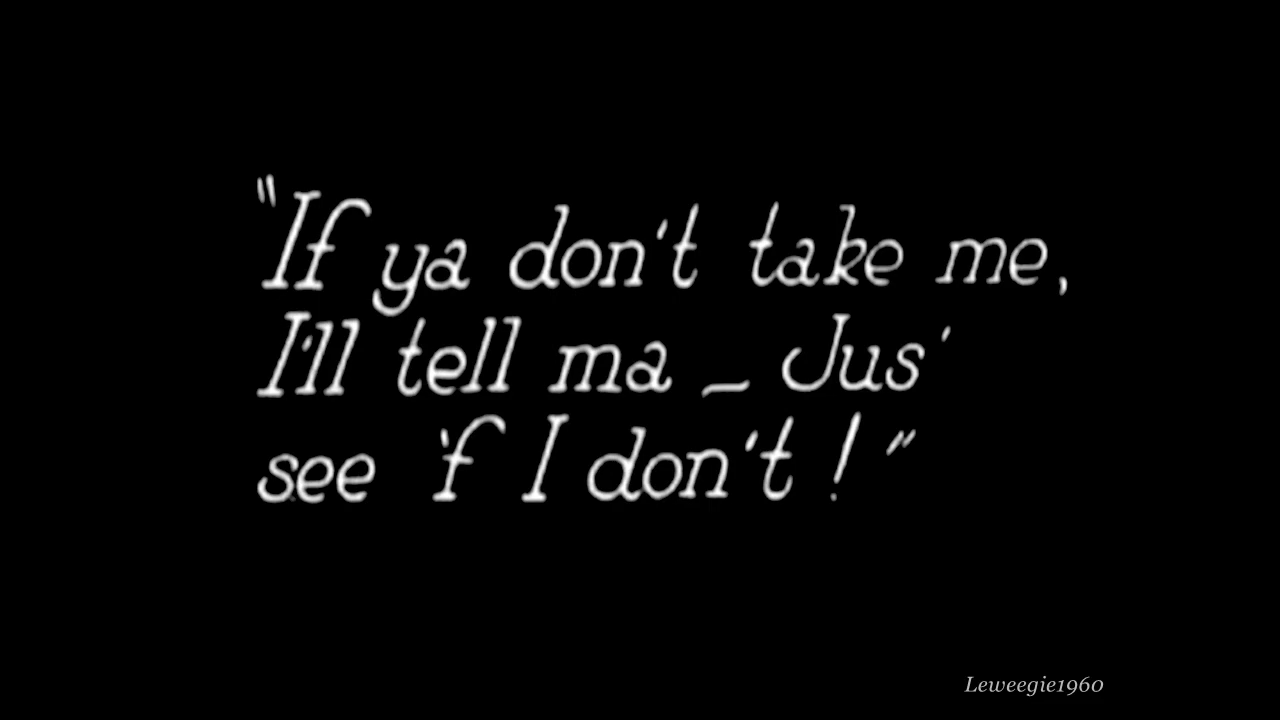 "If ya don't take me,
I'll tell ma – Jus'
see 'f I don't!"
Leweegie1960